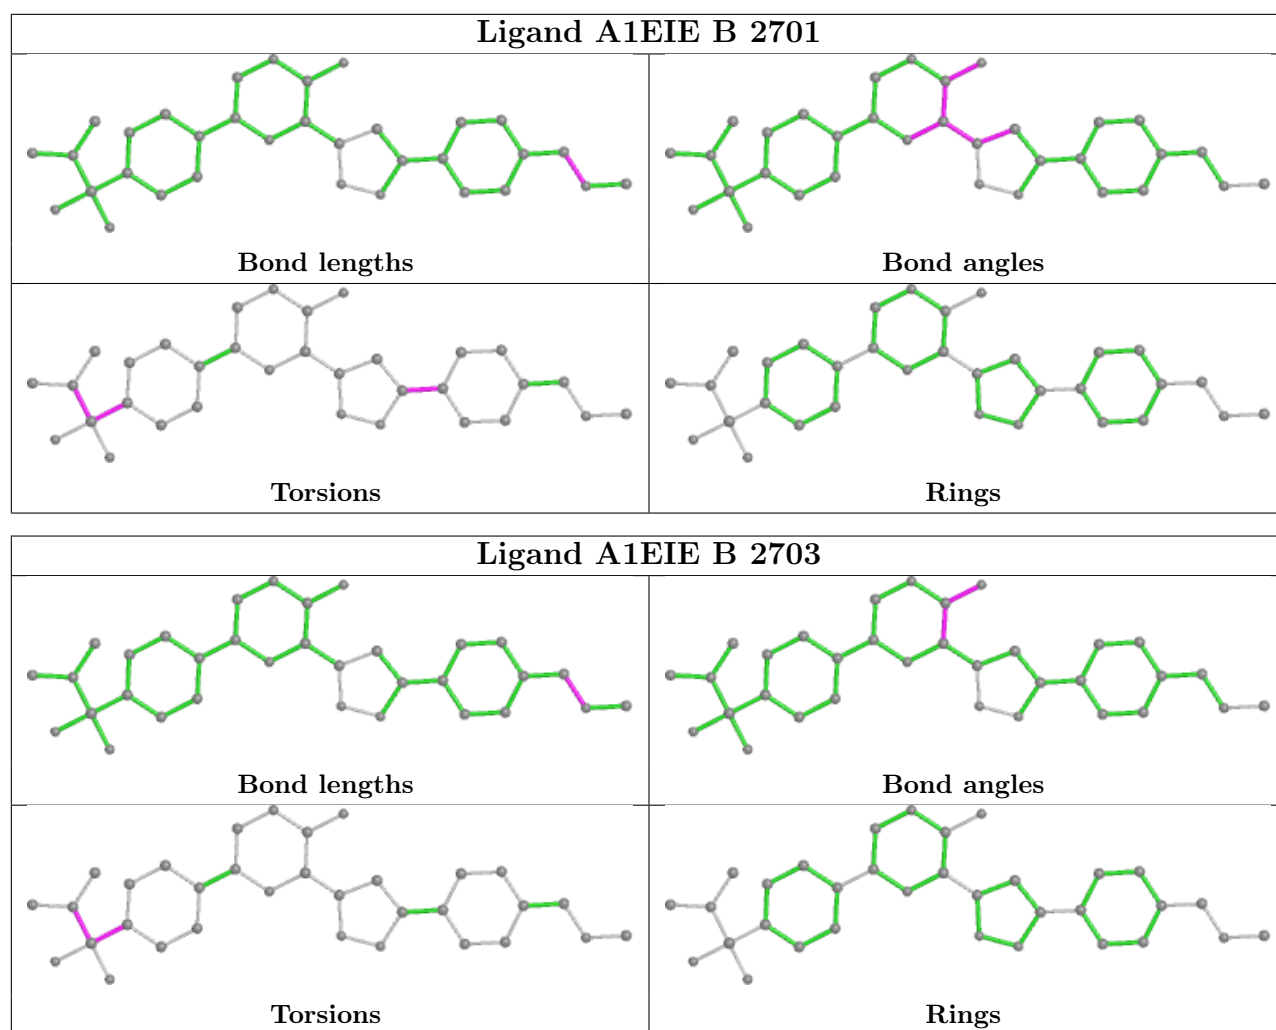 Ligand A1EIE B 2701
Bond lengths
Bond angles
Torsions
Rings
Ligand A1EIE B 2703
Bond lengths
Bond angles
Torsions
Rings